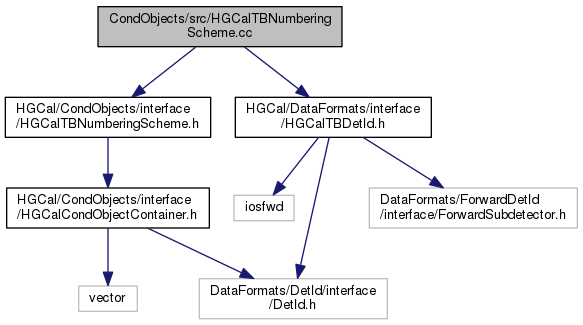 CondObjects/src/HGCalTBNumbering
Scheme.cc
HGCal/CondObjects/interface
/HGCalTBNumberingScheme.h
HGCal/DataFormats/interface
/HGCalTBDetId.h
HGCal/CondObjects/interface
/HGCalCondObjectContainer.h
iosfwd
DataFormats/ForwardDetId
/interface/ForwardSubdetector.h
vector
DataFormats/DetId/interface
/DetId.h